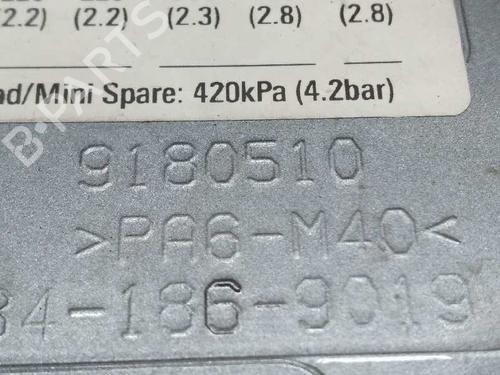 (2.2) (2.2) (2.3) (2.8) (2.8)
ad/Mini Spare: 420kPa (4.2bar)
B-PARTS
9180510
>PA6-M40<
34-186-9019